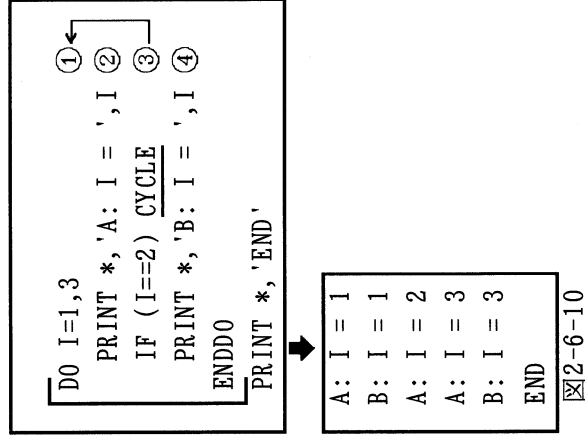 DO I=1,3 ①
PRINT *,'A: I = ',I ②
IF (I==2) CYCLE ③
PRINT *,'B: I = ',I ④
ENDDO
PRINT *,'END'
A: I = 1
B: I = 1
A: I = 2
A: I = 3
B: I = 3
END
図2-6-10